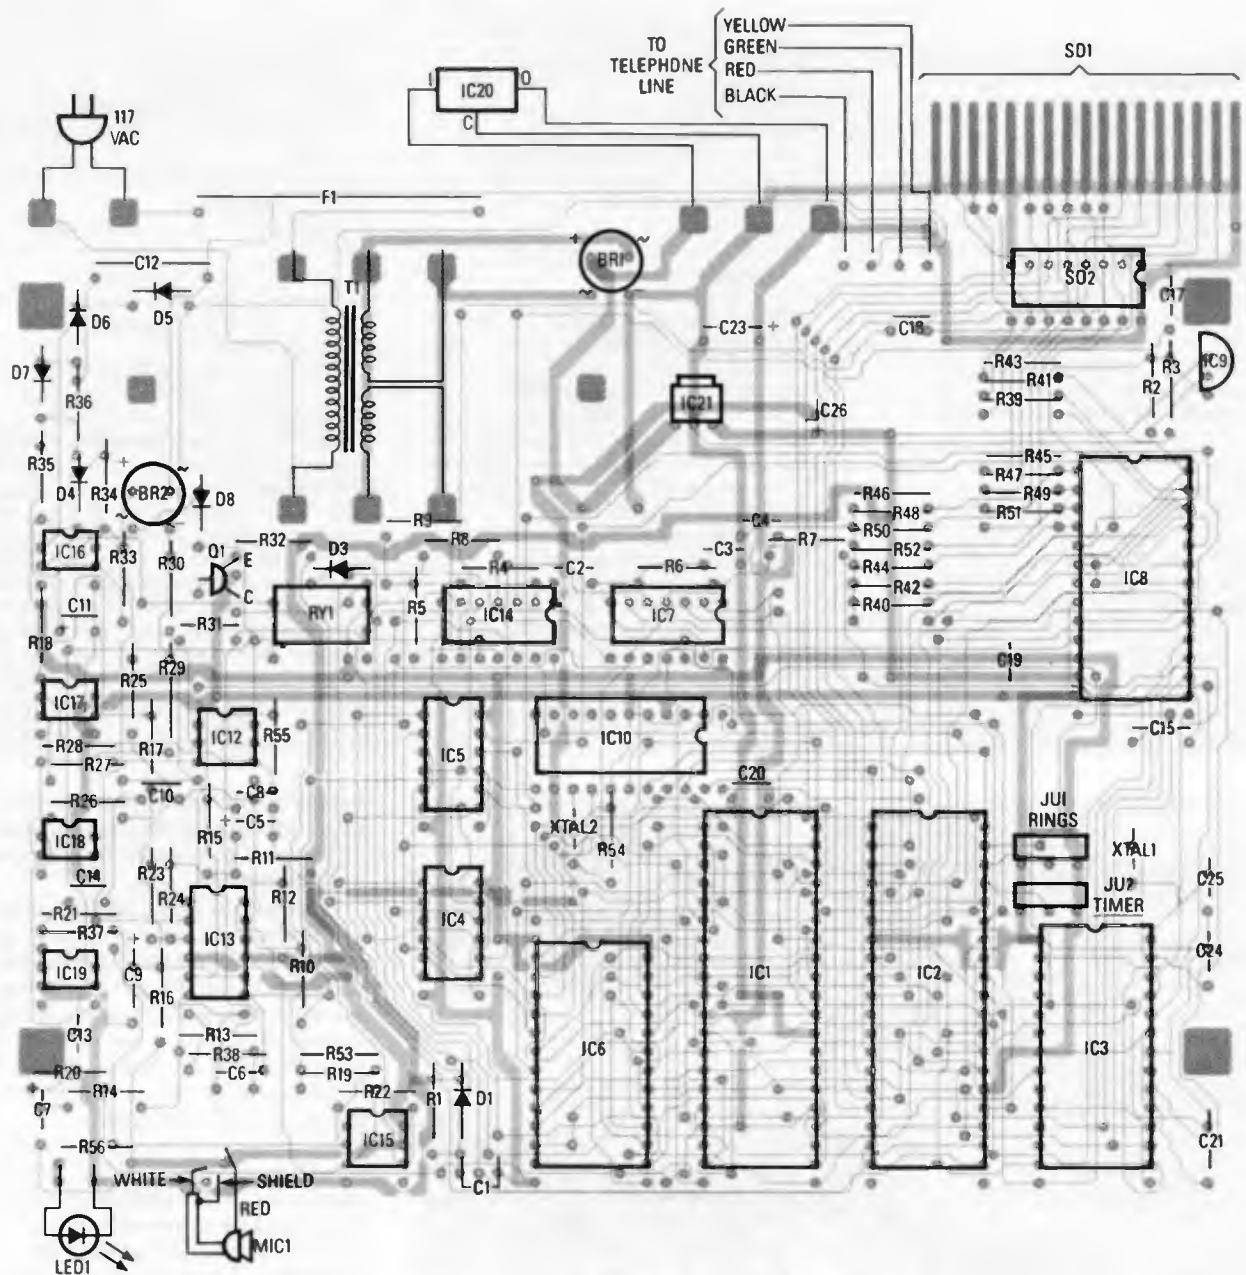 YELLOW
GREEN
RED
BLACK
TO
TELEPHONE
LINE
SO1
I
IC20
O
C
117
VAC
F1
C12
T1
+
BR1
~
~
SO2
C17
D5
D6
C23
+
C18
D7
R36
IC21
C26
+
R43
R41
R39
R2
R3
IC9
R35
D4
R34
+
BR2
~
~
D8
R45
R47
R49
R51
R46
R48
R50
R52
R44
R42
R40
R9
R8
C4
R7
C3
IC16
R33
R30
Q1
E
C
R32
D3
R4
C2
R6
IC8
C11
R31
RY1
R5
IC14
IC7
R18
R25
R29
C19
IC17
R17
IC12
R55
IC5
IC10
C15
R28
R27
R26
C10
C8
C20
+
C5
R15
XTAL2
R54
JU1
RINGS
XTAL1
IC18
R11
R23
R24
R12
C14
IC4
JU2
TIMER
C25
R21
R37
IC13
+
C9
R10
IC19
R16
IC1
IC2
C24
C13
R13
R38
R53
R19
C6
IC6
IC3
R20
R14
+
C7
R22
R1
D1
IC15
C21
R56
WHITE
SHIELD
C1
RED
MIC1
LED1